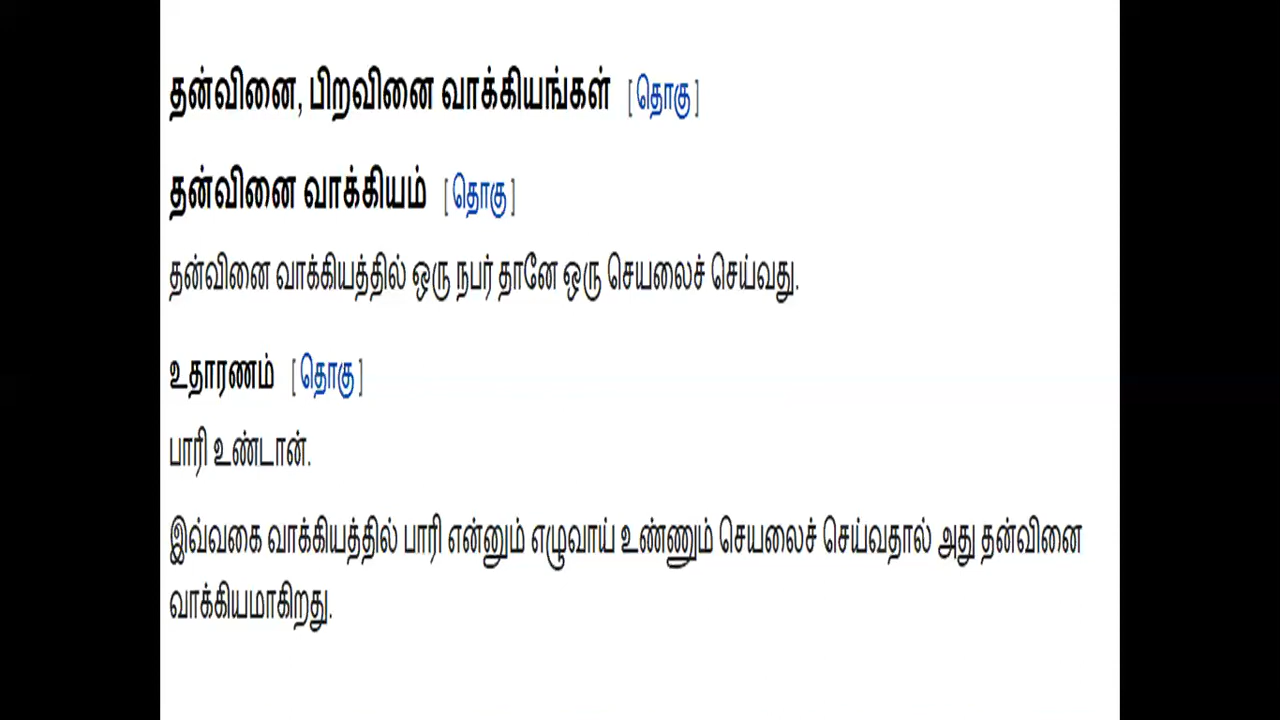 தன்வினை, பிறவினை வாக்கியங்கள் [தொகு]
தன்வினை வாக்கியம் [தொகு]
தன்வினை வாக்கியத்தில் ஒரு நபர் தானே ஒரு செயலைச் செய்வது.
உதாரணம் [தொகு]
பாரி உண்டான்.
இவ்வகை வாக்கியத்தில் பாரி என்னும் எழுவாய் உண்ணும் செயலைச் செய்வதால் அது தன்வினை
வாக்கியமாகிறது.